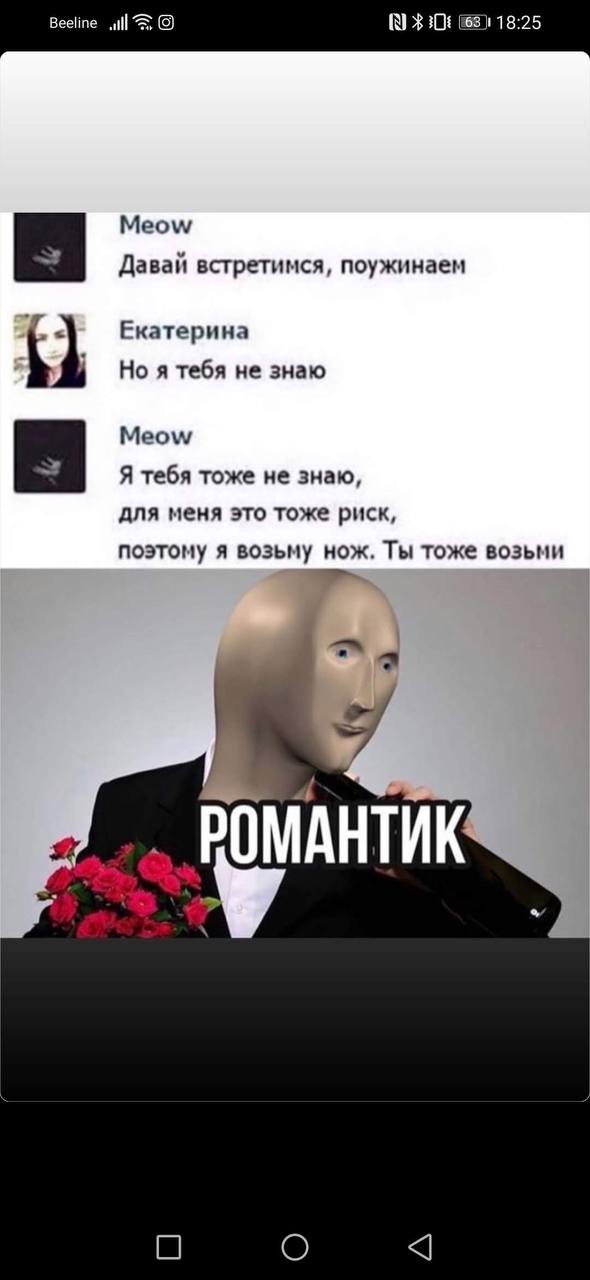 Beeline 63 18:25
Meow
Давай встретимся, поужинаем
Екатерина
Но я тебя не знаю
Meow
Я тебя тоже не знаю,
для меня это тоже риск,
поэтому я возьму нож. Ты тоже возьми
РОМАНТИК